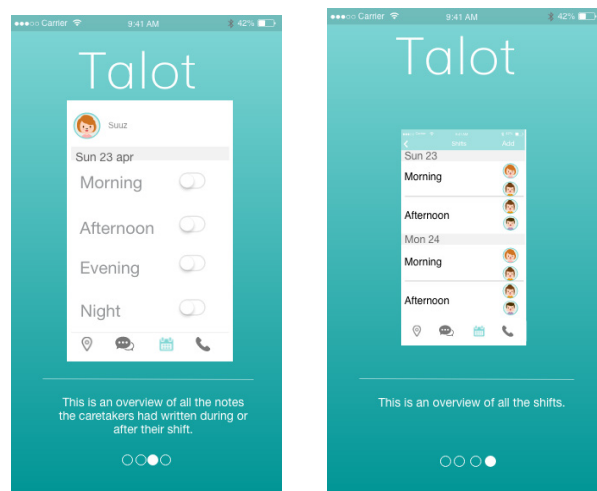 ●●●○○ Carrier 9:41 AM 42%
Talot
Suuz
Sun 23 apr
Morning
Afternoon
Evening
Night
This is an overview of all the notes
the caretakers had written during or
after their shift.
●●●○○ Carrier 9:41 AM 42%
Talot
Shifts Add
Sun 23
Morning
Afternoon
Mon 24
Morning
Afternoon
This is an overview of all the shifts.